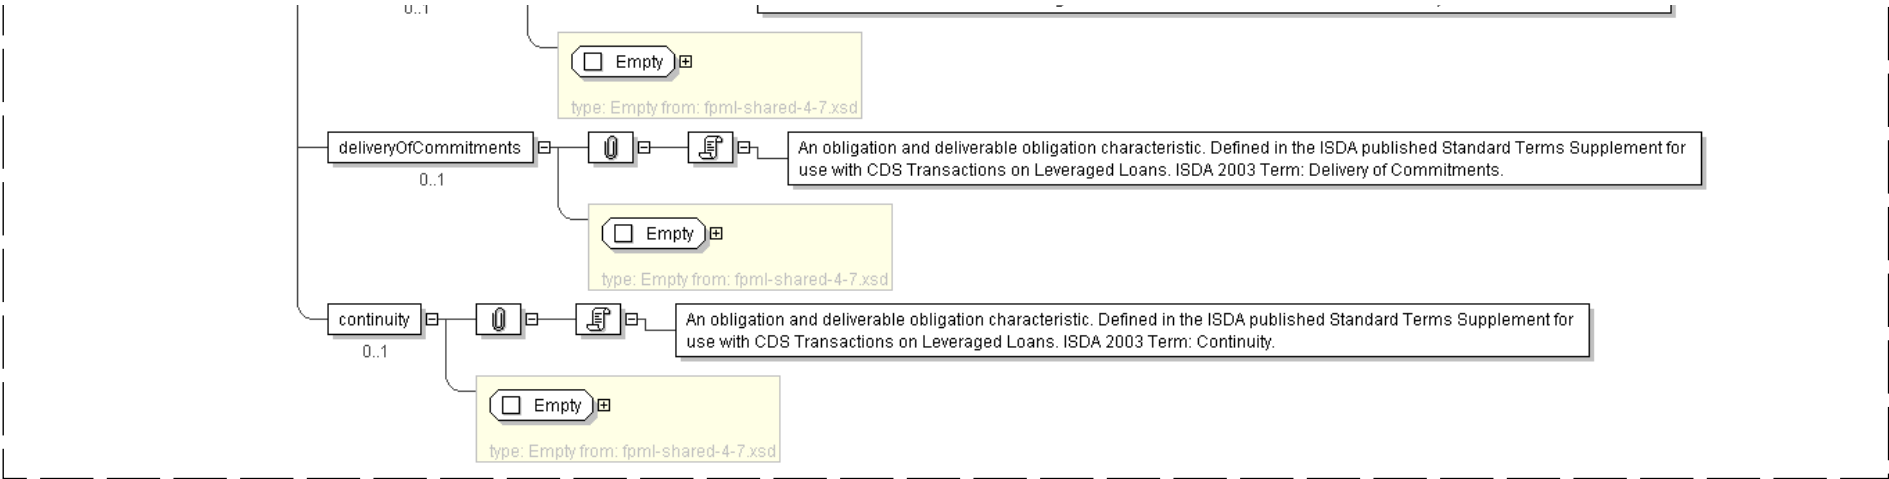 0..1
Empty
type: Empty from: fpml-shared-4-7.xsd
deliveryOfCommitments
0..1
An obligation and deliverable obligation characteristic. Defined in the ISDA published Standard Terms Supplement for
use with CDS Transactions on Leveraged Loans. ISDA 2003 Term: Delivery of Commitments.
Empty
type: Empty from: fpml-shared-4-7.xsd
continuity
0..1
An obligation and deliverable obligation characteristic. Defined in the ISDA published Standard Terms Supplement for
use with CDS Transactions on Leveraged Loans. ISDA 2003 Term: Continuity.
Empty
type: Empty from: fpml-shared-4-7.xsd